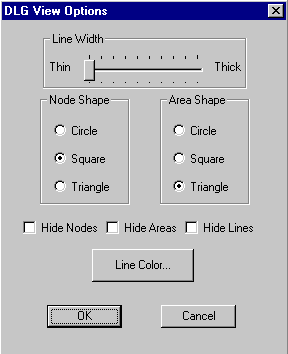 DLG View Options
Line Width
Thin Thick
Node Shape Area Shape
Circle Circle
Square Square
Triangle Triangle
Hide Nodes Hide Areas Hide Lines
Line Color...
OK Cancel